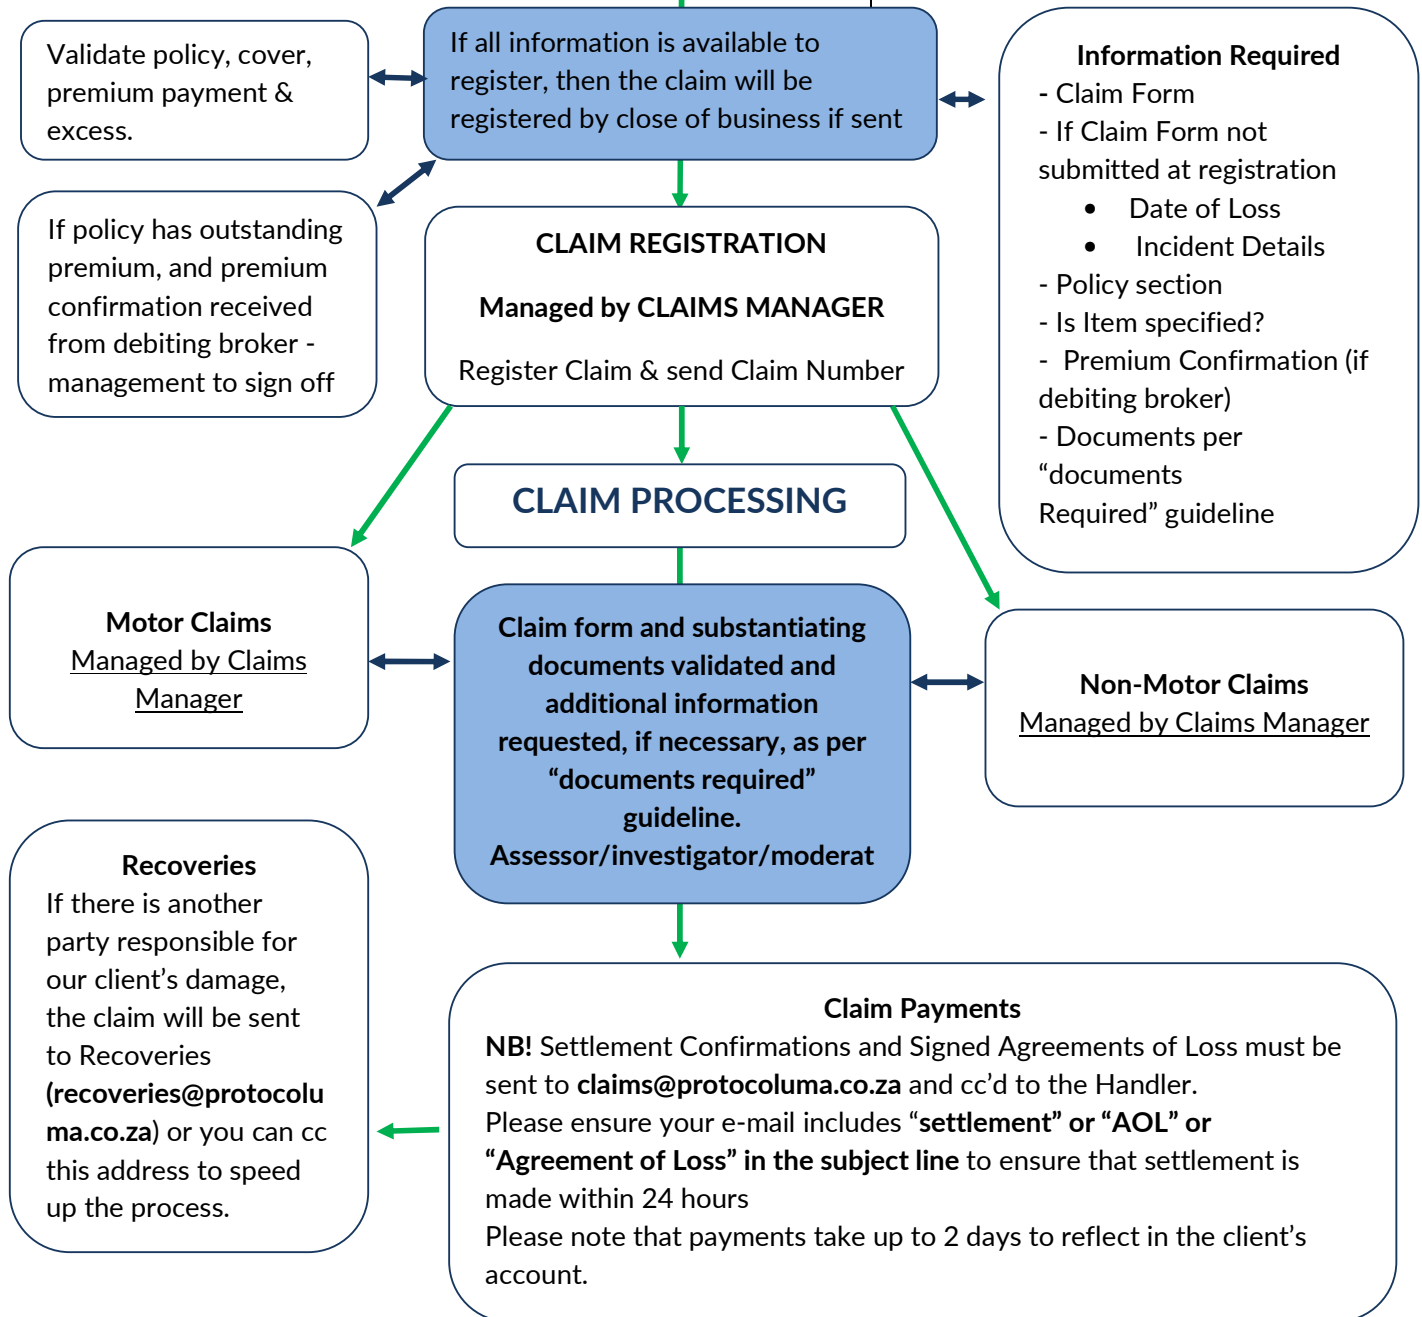 Validate policy, cover,
premium payment &
excess.
If all information is available to
register, then the claim will be
registered by close of business if sent
Information Required
- Claim Form
- If Claim Form not
submitted at registration
• Date of Loss
• Incident Details
- Policy section
- Is Item specified?
- Premium Confirmation (if
debiting broker)
- Documents per
“documents
Required” guideline
If policy has outstanding
premium, and premium
confirmation received
from debiting broker -
management to sign off
CLAIM REGISTRATION
Managed by CLAIMS MANAGER
Register Claim & send Claim Number
CLAIM PROCESSING
Motor Claims
Managed by Claims
Manager
Claim form and substantiating
documents validated and
additional information
requested, if necessary, as per
“documents required”
guideline.
Assessor/investigator/moderat
Non-Motor Claims
Managed by Claims Manager
Recoveries
If there is another
party responsible for
our client’s damage,
the claim will be sent
to Recoveries
(recoveries@protocolu
ma.co.za) or you can cc
this address to speed
up the process.
Claim Payments
NB! Settlement Confirmations and Signed Agreements of Loss must be
sent to claims@protocoluma.co.za and cc’d to the Handler.
Please ensure your e-mail includes “settlement” or “AOL” or
“Agreement of Loss” in the subject line to ensure that settlement is
made within 24 hours
Please note that payments take up to 2 days to reflect in the client’s
account.